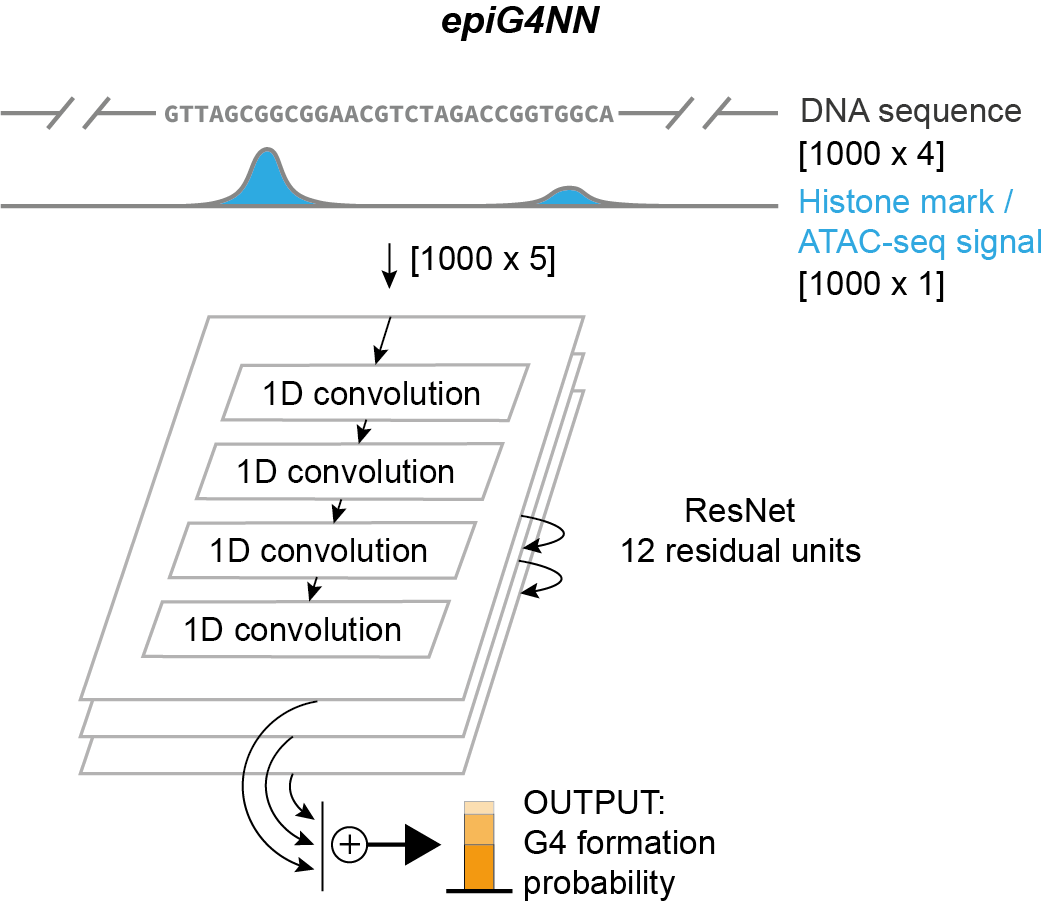 epiG4NN
GTTAGCGGCGGAACGTCTAGACCGGTGGCA
DNA sequence
[1000 x 4]
Histone mark /
ATAC-seq signal
[1000 x 1]
[1000 x 5]
1D convolution
1D convolution
1D convolution
1D convolution
ResNet
12 residual units
+
OUTPUT:
G4 formation
probability